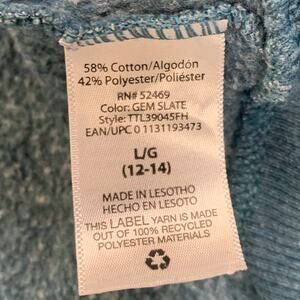 58% Cotton/Algodón
42% Polyester/Poliéster
RN# 52469
Color: GEM SLATE
Style: TTL39045FH
EAN/UPC 0 1131193473
L/G
(12-14)
MADE IN LESOTHO
HECHO EN LESOTO
THIS LABEL YARN IS MADE
OUT OF 100% RECYCLED
POLYESTER MATERIALS